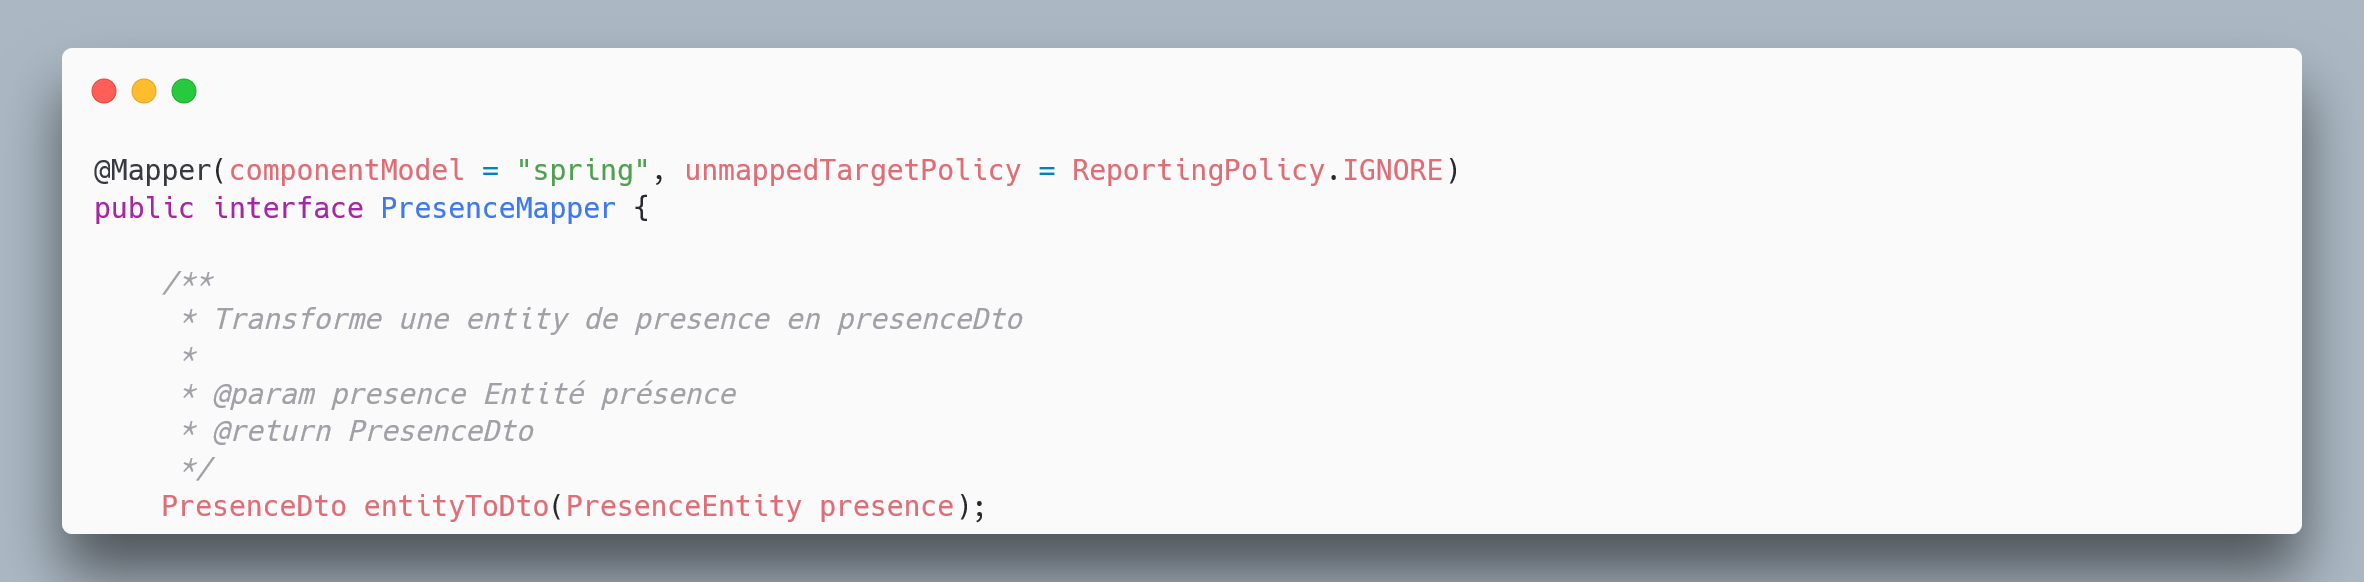 @Mapper(componentModel = "spring", unmappedTargetPolicy = ReportingPolicy.IGNORE)
public interface PresenceMapper {

    /**
     * Transforme une entity de presence en presenceDto
     *
     * @param presence Entité présence
     * @return PresenceDto
     */
    PresenceDto entityToDto(PresenceEntity presence);